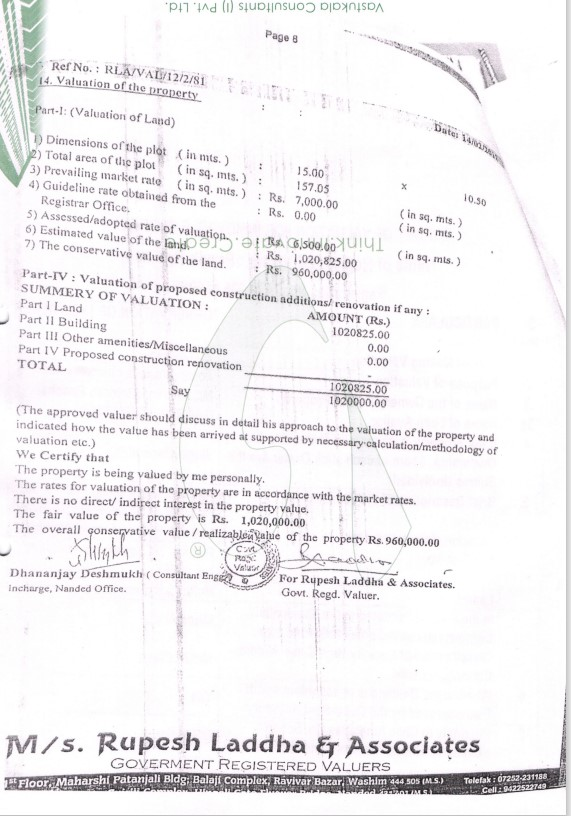 Vastukala Consultants (I) Pvt. Ltd.
Page 8
Ref No. : RLA/VAL/12/2/81
Date: 14/02/
14. Valuation of the property : :
Part-I: (Valuation of Land)
1) Dimensions of the plot ( in mts. ) : 15.00 x 10.50
2) Total area of the plot ( in sq. mts. ) : 157.05 ( in sq. mts. )
3) Prevailing market rate ( in sq. mts. ) : Rs. 7,000.00 ( in sq. mts. )
4) Guideline rate obtained from the : Rs. 0.00
Registrar Office.
5) Assessed/adopted rate of valuation. : Rs. 6,500.00 ( in sq. mts. )
6) Estimated value of the land. : Rs. 1,020,825.00
7) The conservative value of the land. : Rs. 960,000.00
Think.Innovate.Create
Part-IV : Valuation of proposed construction additions/ renovation if any :
SUMMERY OF VALUATION : AMOUNT (Rs.)
Part I Land 1020825.00
Part II Building 0.00
Part III Other amenities/Miscellaneous 0.00
Part IV Proposed construction renovation -
TOTAL 1020825.00
Say 1020000.00
(The approved valuer should discuss in detail his approach to the valuation of the property and
indicated how the value has been arrived at supported by necessary calculation/methodology of
valuation etc.)
We Certify that
The property is being valued by me personally.
The rates for valuation of the property are in accordance with the market rates.
There is no direct/ indirect interest in the property value.
The fair value of the property is Rs. 1,020,000.00
The overall conservative value / realizable value of the property Rs. 960,000.00
®
Govt.
Regd.
Valuer
Dhananjay Deshmukh ( Consultant Engg
Incharge, Nanded Office.
For Rupesh Laddha & Associates.
Govt. Regd. Valuer.
M/s. Rupesh Laddha & Associates
GOVERMENT REGISTERED VALUERS
1st Floor, Maharshi Patanjali Bldg; Balaji Complex, Ravivar Bazar, Washim 444 505 (M.S.) Telefak : 07252-231188
Cell : 9422522749